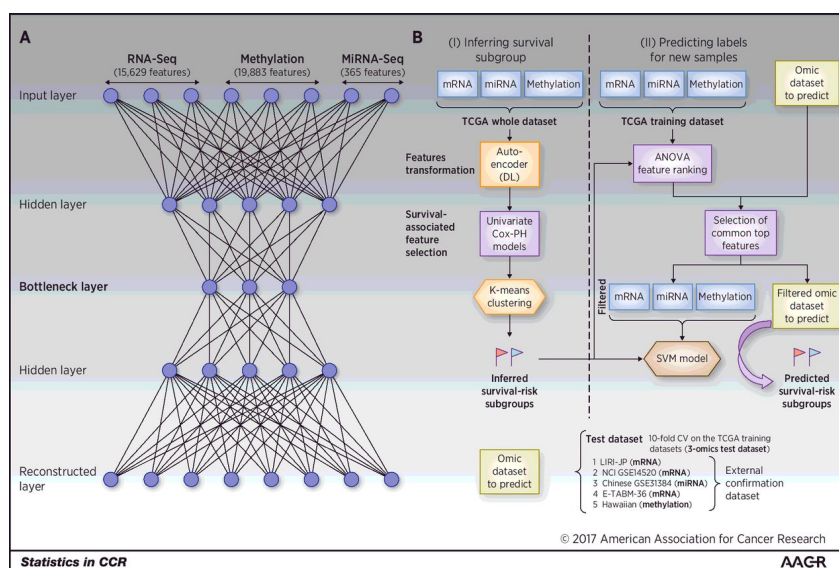 A
RNA-Seq
(15,629 features)
Methylation
(19,883 features)
MiRNA-Seq
(365 features)
Input layer
Hidden layer
Bottleneck layer
Hidden layer
Reconstructed
layer
B
(I) Inferring survival
subgroup
mRNA
miRNA
Methylation
TCGA whole dataset
Features
transformation
Auto-
encoder
(DL)
Survival-
associated
feature
selection
Univariate
Cox-PH
models
K-means
clustering
Inferred
survival-risk
subgroups
(II) Predicting labels
for new samples
mRNA
miRNA
Methylation
TCGA training dataset
Omic
dataset
to predict
ANOVA
feature ranking
Selection of
common top
features
Filtered
mRNA
miRNA
Methylation
Filtered omic
dataset
to predict
SVM model
Predicted
survival-risk
subgroups
Omic
dataset
to predict
Test dataset 10-fold CV on the TCGA training
datasets (3-omics test dataset)
1 LIRI-JP (mRNA)
2 NCI GSE14520 (mRNA)
3 Chinese GSE31384 (miRNA)
4 E-TABM-36 (mRNA)
5 Hawaiian (methylation)
External
confirmation
dataset
© 2017 American Association for Cancer Research
Statistics in CCR
AACR